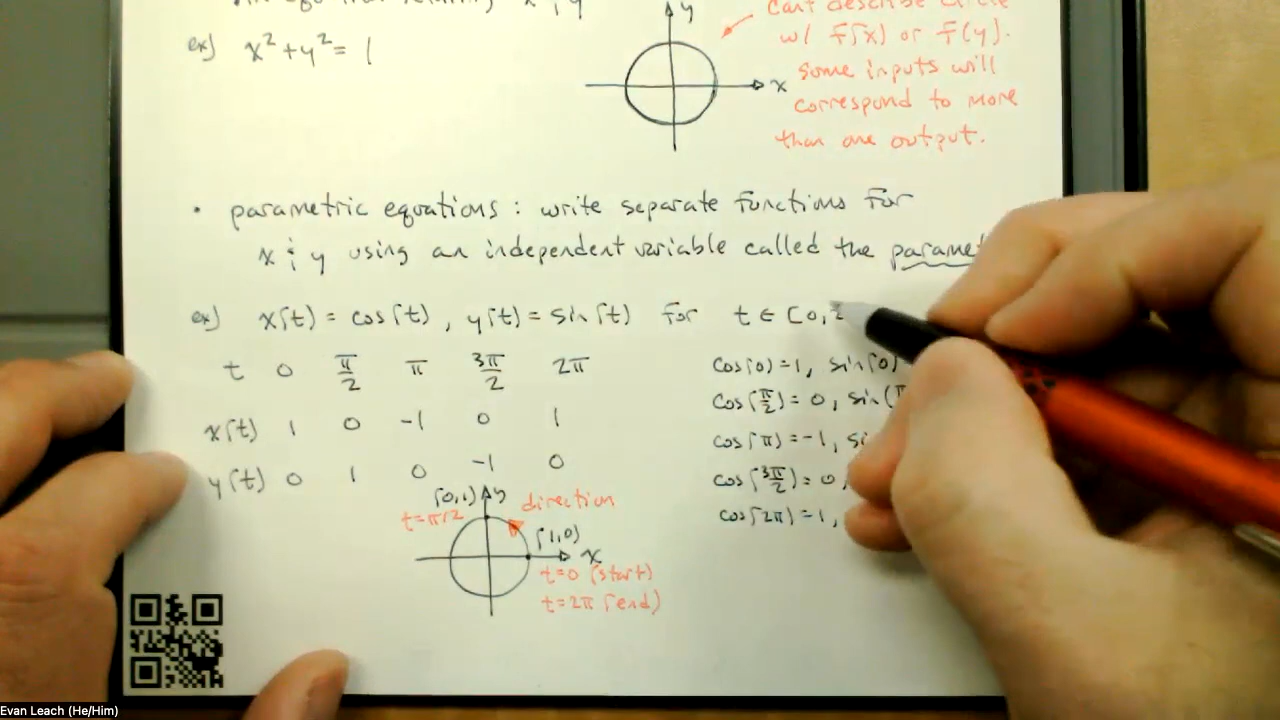 x y
can't describe circle
w/ f(x) or f(y).
some inputs will
correspond to more
than one output.
ex) x² + y² = 1
y
x
• parametric equations : write separate functions for
x & y using an independent variable called the
ex) x(t) = cos(t), y(t) = sin(t) for t ∈ [0,
t 0 π/2 π 3π/2 2π
x(t) 1 0 -1 0 1
y(t) 0 1 0 -1 0
cos(0) = 1, sin(0)
cos(π/2) = 0, sin(π
cos(π) = -1,
cos(3π/2) = 0,
cos(2π) = 1,
(0,1) y direction
t=π/2
(1,0)
x
t=0 (start)
t=2π (end)
Evan Leach (He/Him)